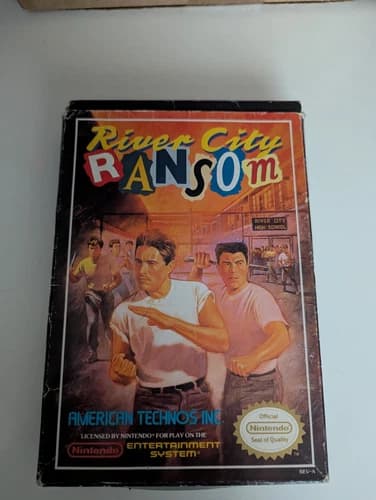 River City
RANSOM
RIVER CITY
HIGH SCHOOL
AMERICAN TECHNOS INC.
LICENSED BY NINTENDO® FOR PLAY ON THE
Nintendo
ENTERTAINMENT
SYSTEM®
Official
Nintendo
Seal of Quality